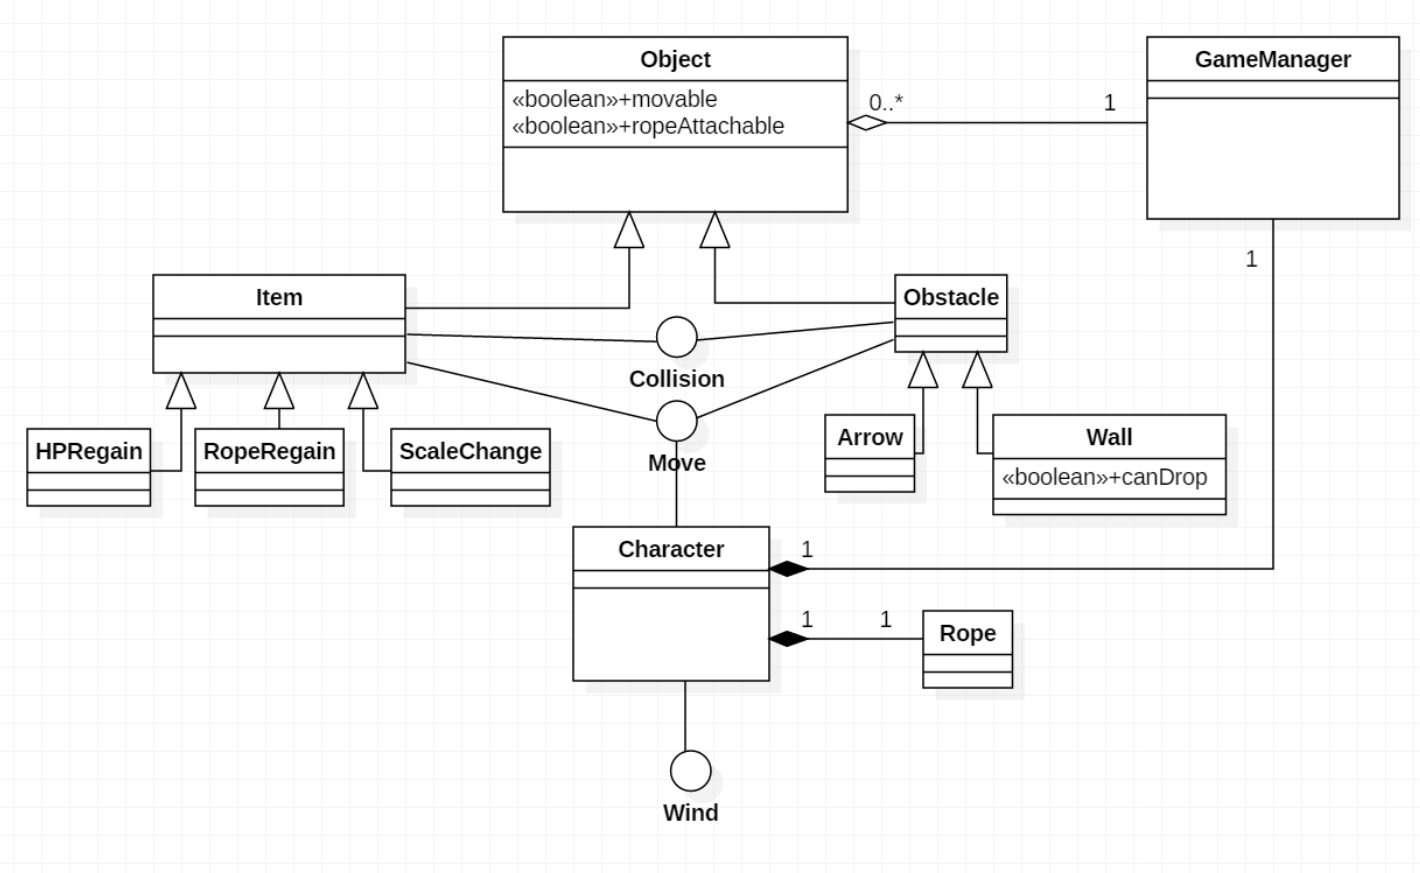 Object
«boolean»+movable
«boolean»+ropeAttachable
0..*
1
GameManager
1
Item
Collision
Move
Obstacle
HPRegain
RopeRegain
ScaleChange
Arrow
Wall
«boolean»+canDrop
Character
1
1
1
Rope
Wind